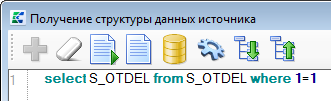 Получение структуры данных источника
1 select S_OTDEL from S_OTDEL where 1=1